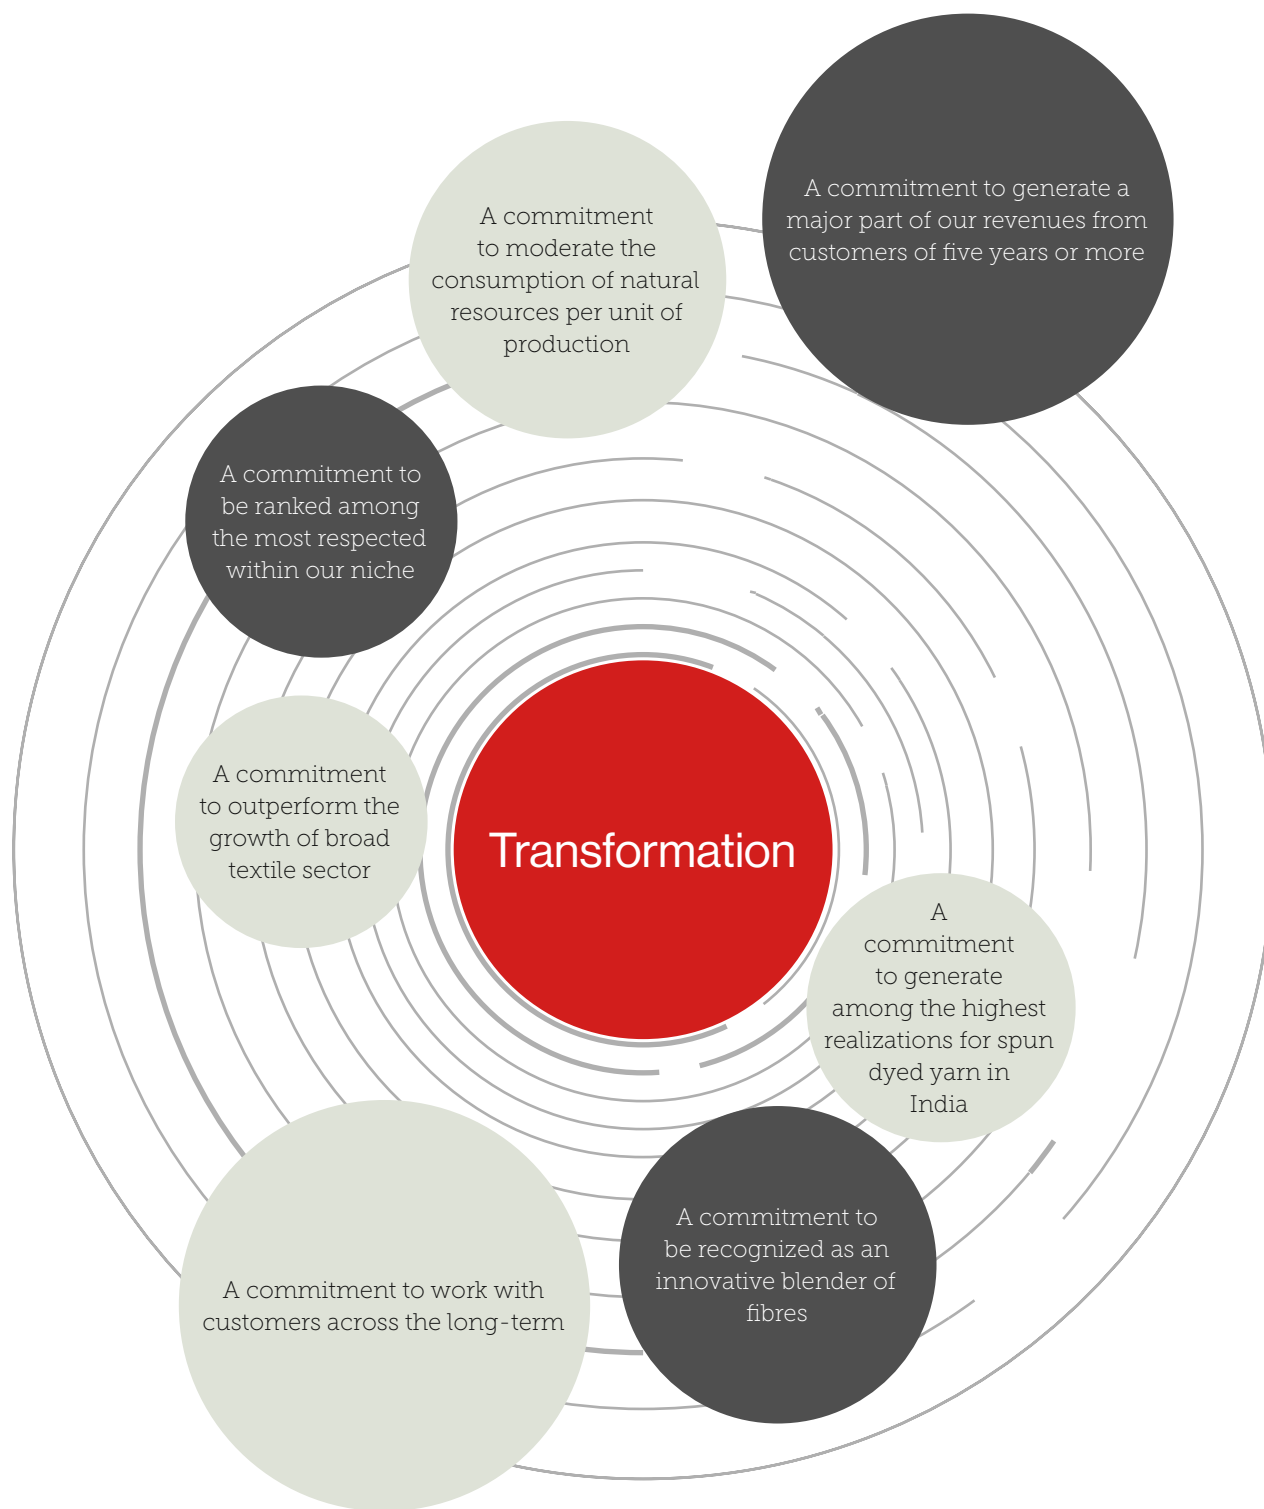 A commitment to generate a
major part of our revenues from
customers of five years or more
A commitment
to moderate the
consumption of natural
resources per unit of
production
A commitment to
be ranked among
the most respected
within our niche
A commitment
to outperform the
growth of broad
textile sector
Transformation
A
commitment
to generate
among the highest
realizations for spun
dyed yarn in
India
A commitment to
be recognized as an
innovative blender of
fibres
A commitment to work with
customers across the long-term